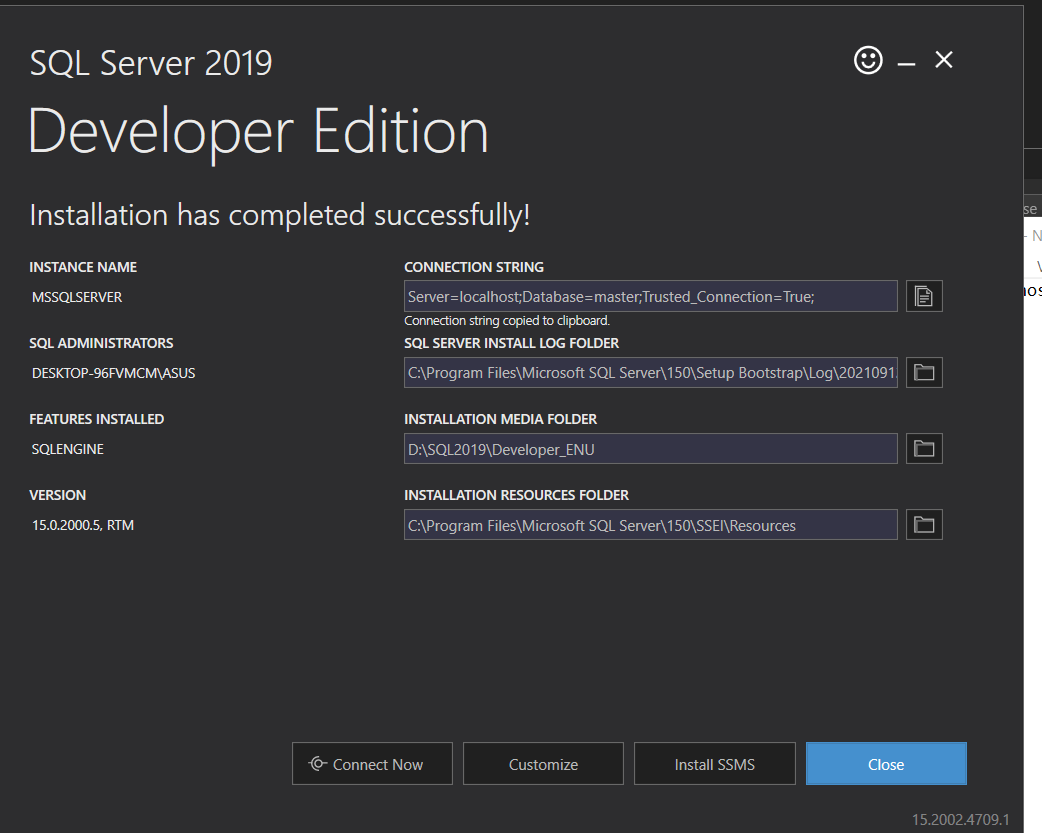 SQL Server 2019
Developer Edition
Installation has completed successfully!
INSTANCE NAME
MSSQLSERVER
CONNECTION STRING
Server=localhost;Database=master;Trusted_Connection=True;
Connection string copied to clipboard.
SQL ADMINISTRATORS
DESKTOP-96FVMCM\ASUS
SQL SERVER INSTALL LOG FOLDER
C:\Program Files\Microsoft SQL Server\150\Setup Bootstrap\Log\2021091
FEATURES INSTALLED
SQLENGINE
INSTALLATION MEDIA FOLDER
D:\SQL2019\Developer_ENU
VERSION
15.0.2000.5, RTM
INSTALLATION RESOURCES FOLDER
C:\Program Files\Microsoft SQL Server\150\SSEI\Resources
Connect Now
Customize
Install SSMS
Close
15.2002.4709.1